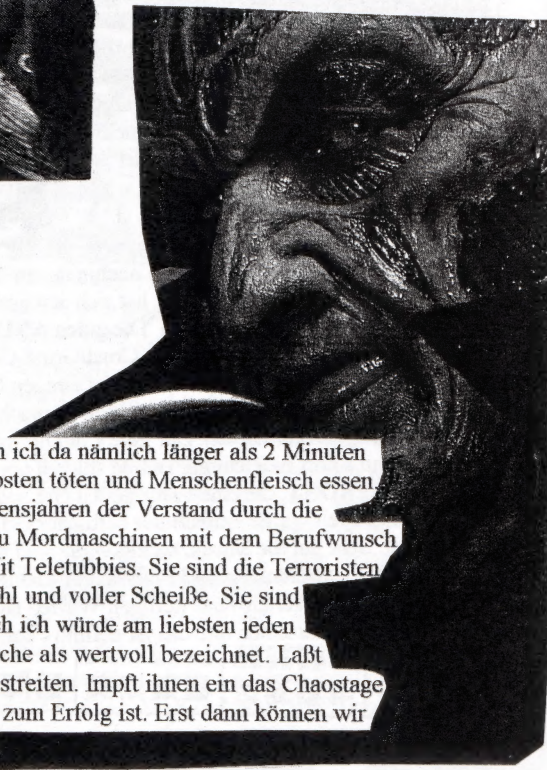 n ich da nämlich länger als 2 Minuten
bsten töten und Menschenfleisch essen.
ensjahren der Verstand durch die
u Mordmaschinen mit dem Berufwunsch
it Teletubbies. Sie sind die Terroristen
hl und voller Scheiße. Sie sind
ch ich würde am liebsten jeden
che als wertvoll bezeichnet. Laßt
streiten. Impft ihnen ein das Chaostage
zum Erfolg ist. Erst dann können wir